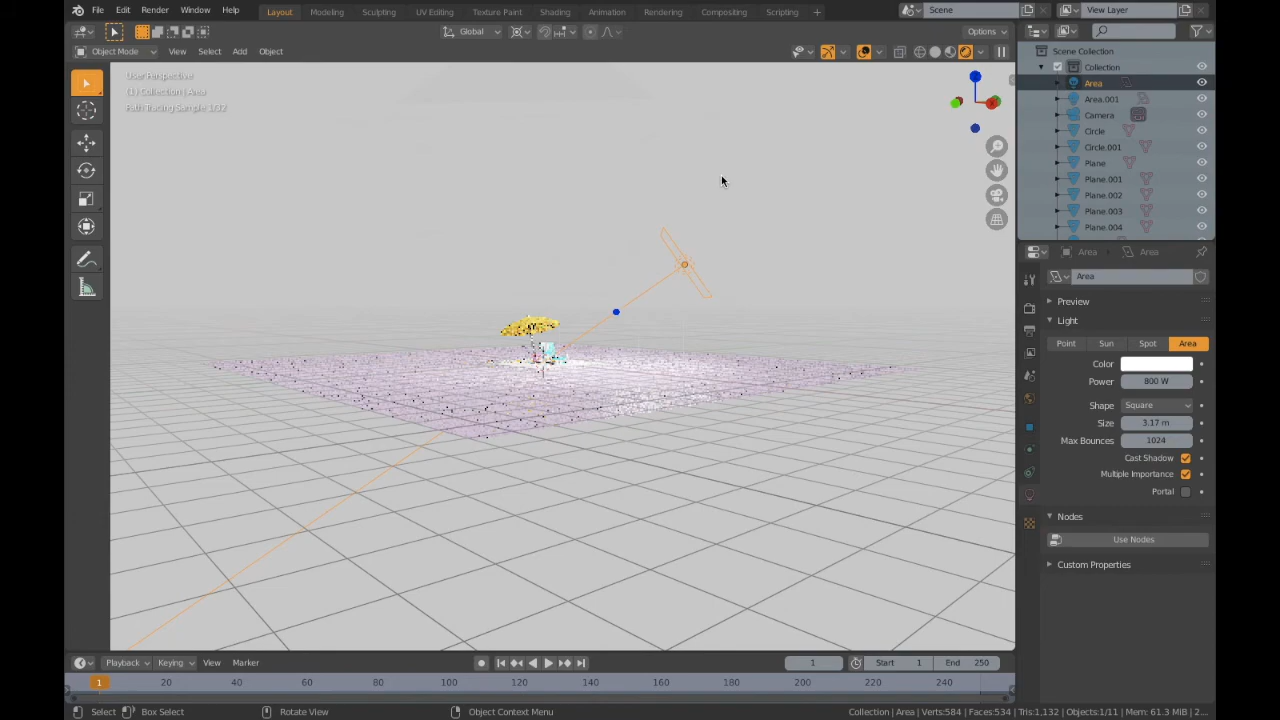 File Edit Render Window Help Layout Modeling Sculpting UV Editing Texture Paint Shading Animation Rendering Compositing Scripting + Scene View Layer
Global Options
Object Mode View Select Add Object
Scene Collection
Collection
Area
Area.001
Camera
Circle
Circle.001
Plane
Plane.001
Plane.002
Plane.003
Plane.004
User Perspective
(1) Collection | Area
Path Tracing Sample 1/32
Area Area
Area
Preview
Light
Point Sun Spot Area
Color
Power 800 W
Shape Square
Size 3.17 m
Max Bounces 1024
Cast Shadow
Multiple Importance
Portal
Nodes
Use Nodes
Custom Properties
Playback Keying View Marker 1 Start 1 End 250
1 20 40 60 80 100 120 140 160 180 200 220 240
Select Box Select Rotate View Object Context Menu Collection | Area | Verts:584 | Faces:534 | Tris:1,132 | Objects:1/11 | Mem: 61.3 MiB | 2....